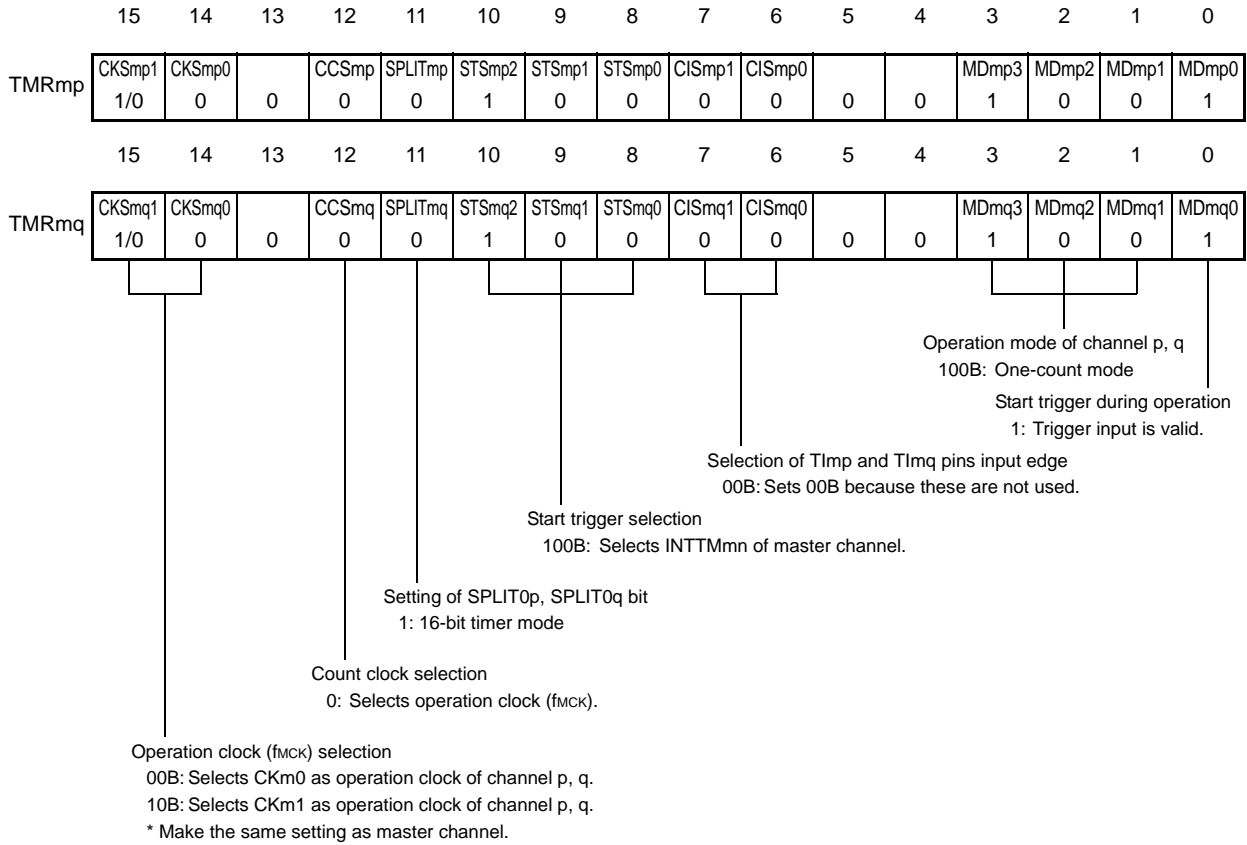 15 14 13 12 11 10 9 8 7 6 5 4 3 2 1 0
TMRmp
CKSmp1 CKSmp0 CCSmp SPLITmp STSmp2 STSmp1 STSmp0 CISmp1 CISmp0 MDmp3 MDmp2 MDmp1 MDmp0
1/0 0 0 0 0 1 0 0 0 0 0 0 1 0 0 1
15 14 13 12 11 10 9 8 7 6 5 4 3 2 1 0
TMRmq
CKSmq1 CKSmq0 CCSmq SPLITmq STSmq2 STSmq1 STSmq0 CISmq1 CISmq0 MDmq3 MDmq2 MDmq1 MDmq0
1/0 0 0 0 0 1 0 0 0 0 0 0 1 0 0 1
Operation mode of channel p, q
100B: One-count mode
Start trigger during operation
1: Trigger input is valid.
Selection of TImp and TImq pins input edge
00B: Sets 00B because these are not used.
Start trigger selection
100B: Selects INTTMmn of master channel.
Setting of SPLIT0p, SPLIT0q bit
1: 16-bit timer mode
Count clock selection
0: Selects operation clock (fMCK).
Operation clock (fMCK) selection
00B: Selects CKm0 as operation clock of channel p, q.
10B: Selects CKm1 as operation clock of channel p, q.
* Make the same setting as master channel.